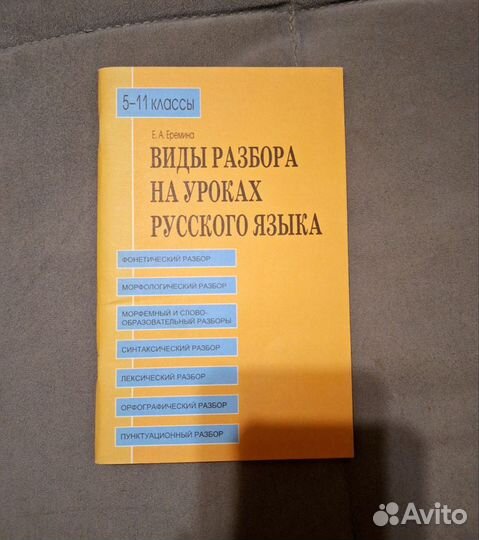 5–11 классы
Е. А. Еремина
ВИДЫ РАЗБОРА
НА УРОКАХ
РУССКОГО ЯЗЫКА
ФОНЕТИЧЕСКИЙ РАЗБОР
МОРФОЛОГИЧЕСКИЙ РАЗБОР
МОРФЕМНЫЙ И СЛОВО-
ОБРАЗОВАТЕЛЬНЫЙ РАЗБОРЫ
СИНТАКСИЧЕСКИЙ РАЗБОР
ЛЕКСИЧЕСКИЙ РАЗБОР
ОРФОГРАФИЧЕСКИЙ РАЗБОР
ПУНКТУАЦИОННЫЙ РАЗБОР
Avito